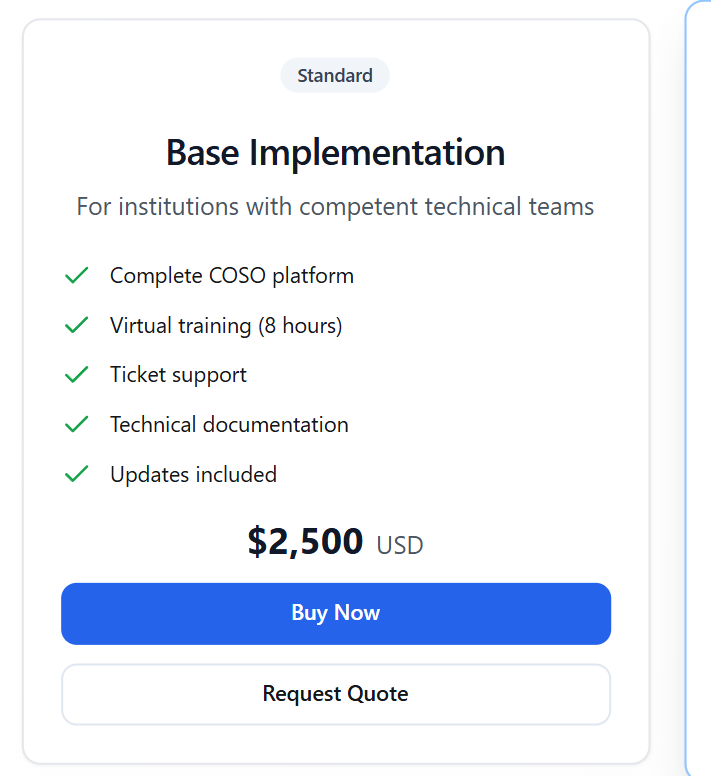 Standard
Base Implementation
For institutions with competent technical teams
Complete COSO platform
Virtual training (8 hours)
Ticket support
Technical documentation
Updates included
$2,500 USD
Buy Now
Request Quote